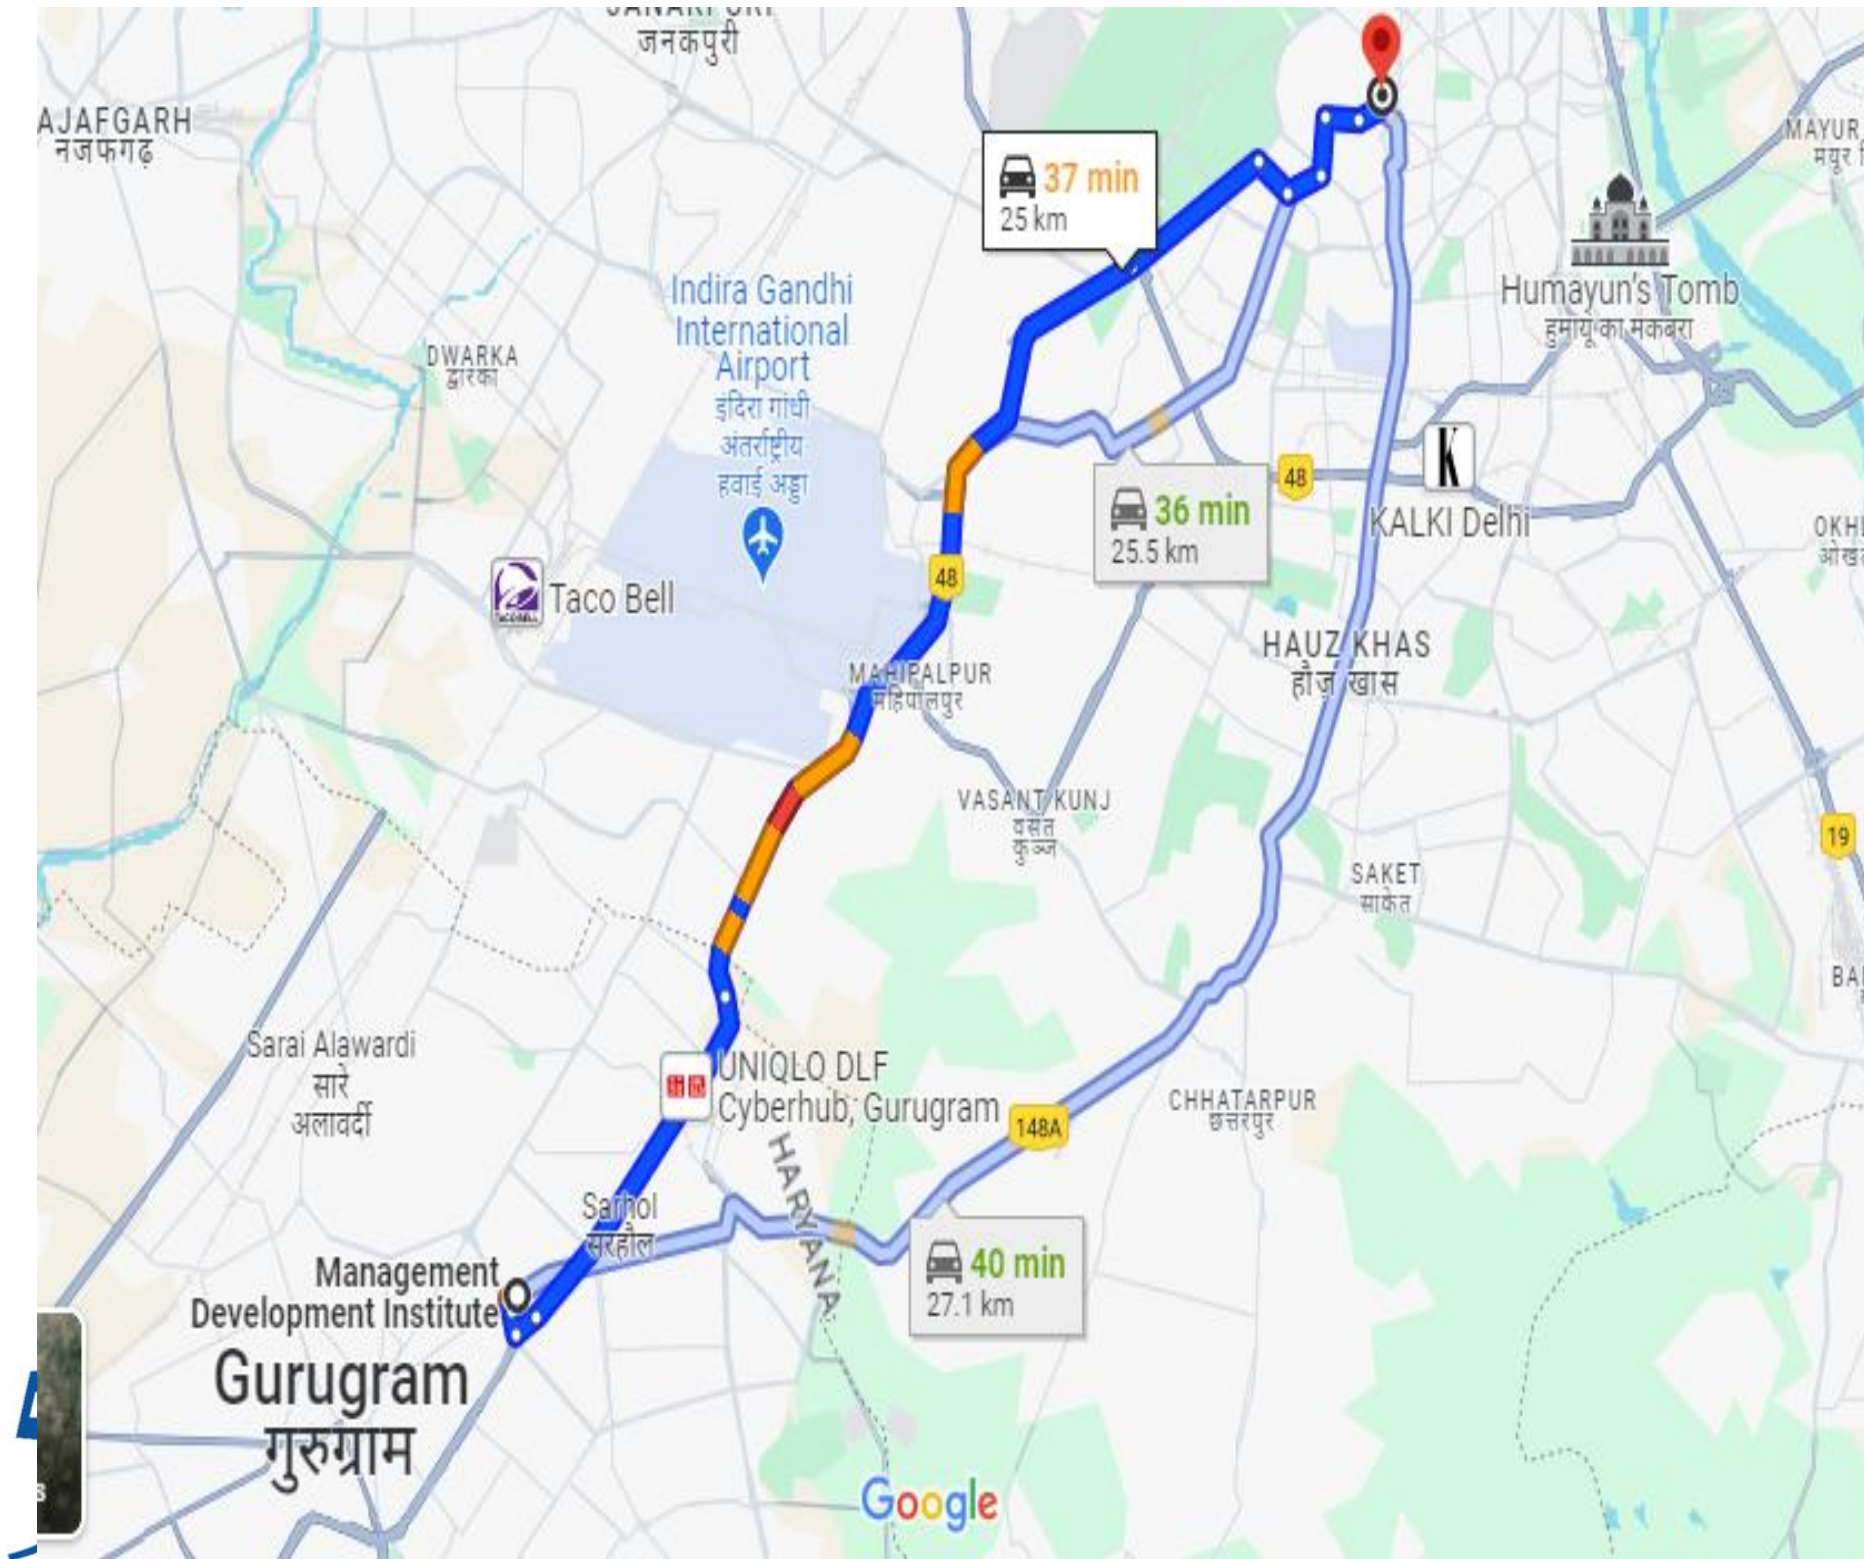 जनकपुरी
AJAFGARH
नजफगढ़
MAYUR
37 min
25 km
Humayun's Tomb
हुमायूं का मकबरा
Indira Gandhi
International
Airport
इंदिरा गांधी
अंतर्राष्ट्रीय
हवाई अड्डा
DWARKA
द्वारका
48
36 min
25.5 km
KALKI Delhi
48
Taco Bell
HAUZ KHAS
हौज़ खास
MAHIPALPUR
महिपालपुर
VASANT KUNJ
वसंत
कुञ्ज
19
SAKET
साकेत
Sarai Alawardi
सारे
अलावर्दी
UNIQLO DLF
Cyberhub, Gurugram
148A
CHHATARPUR
छत्तरपुर
HARYANA
Sarhol
सरहौल
40 min
27.1 km
Management
Development Institute
Gurugram
गुरुग्राम
Google